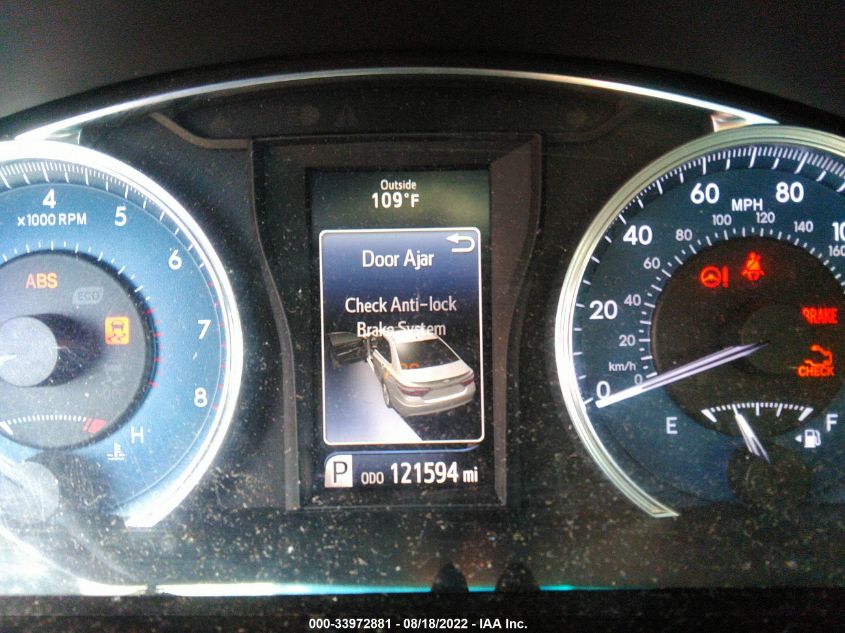 Outside
109°F
Door Ajar
Check Anti-lock
Brake System
P ODO 121594 mi
4
x1000 RPM
5
6
7
8
ABS
ECO
H
0
20
40
60
80
MPH
km/h
0
20
40
60
80
100
120
140
160
BRAKE
CHECK
E
F
000-33972881 - 08/18/2022 - IAA Inc.